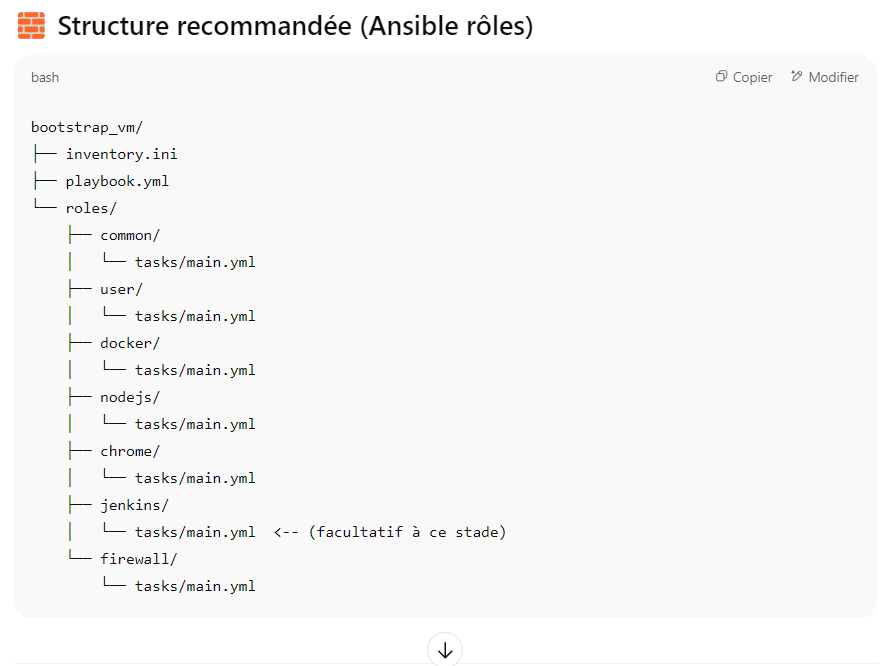 Structure recommandée (Ansible rôles)
bash
Copier
Modifier
bootstrap_vm/
├── inventory.ini
├── playbook.yml
└── roles/
    ├── common/
    │   └── tasks/main.yml
    ├── user/
    │   └── tasks/main.yml
    ├── docker/
    │   └── tasks/main.yml
    ├── nodejs/
    │   └── tasks/main.yml
    ├── chrome/
    │   └── tasks/main.yml
    ├── jenkins/
    │   └── tasks/main.yml  <-- (facultatif à ce stade)
    └── firewall/
        └── tasks/main.yml